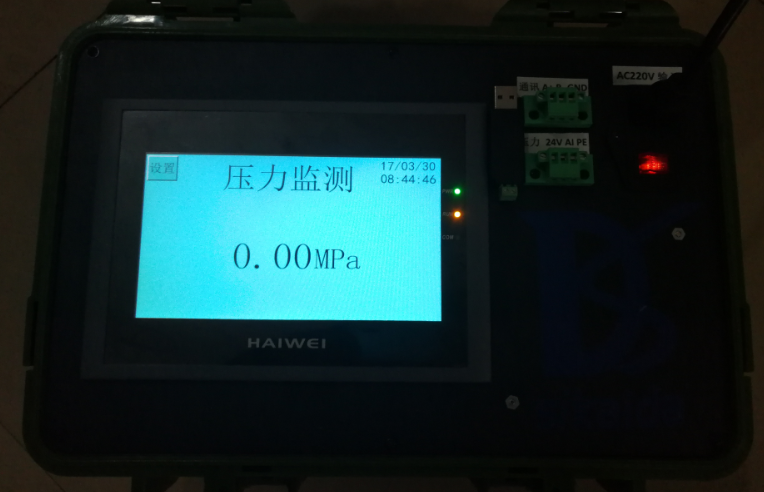 设置
压力监测
17/03/30
08:44:46
0.00MPa
HAIWEI
通讯 A+ B- GND
力 24V AI PE
AC220V
COM